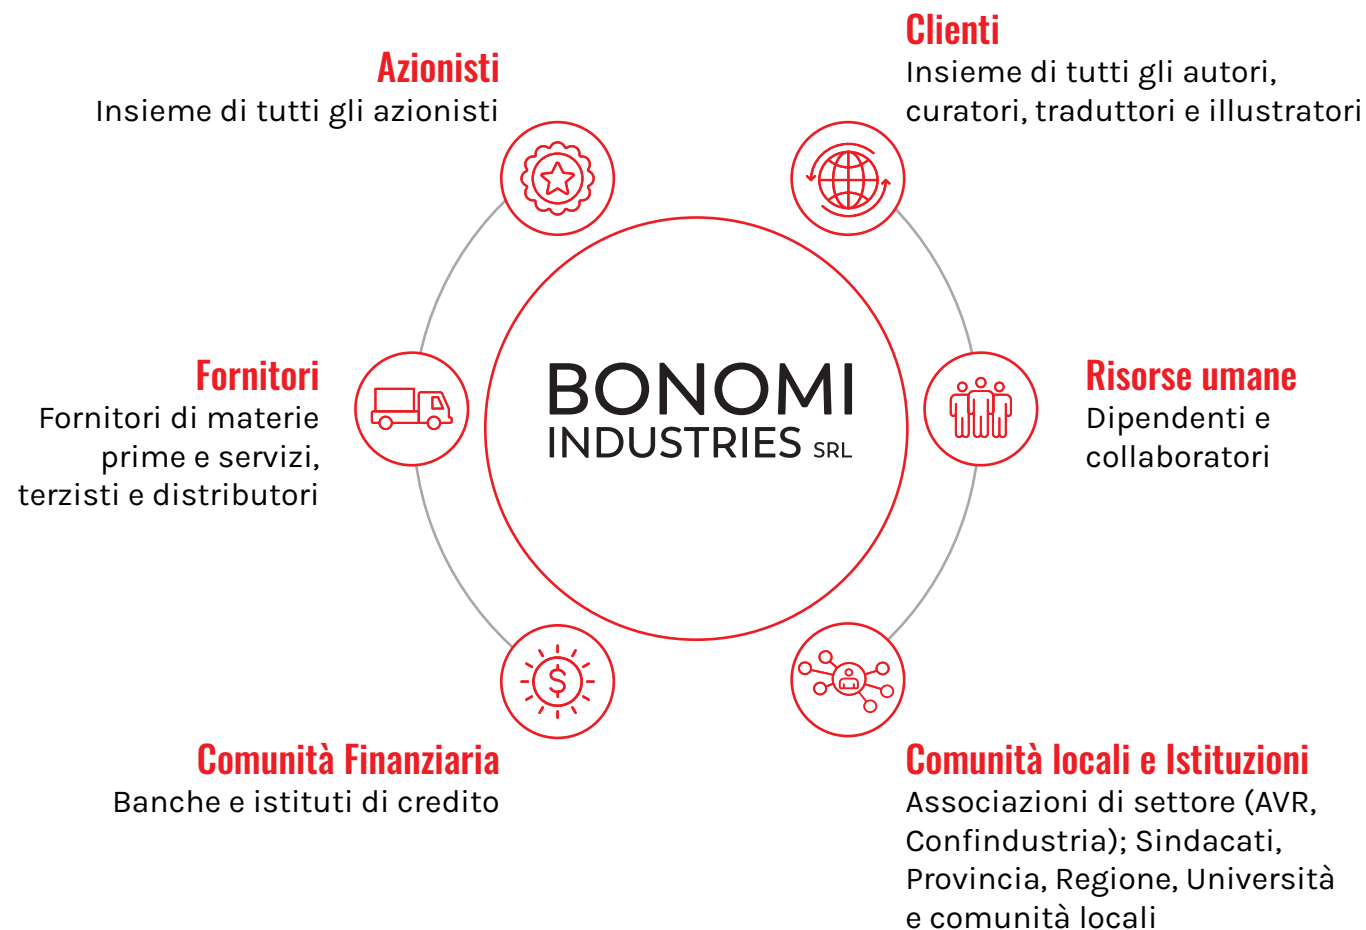 Azionisti
Insieme di tutti gli azionisti
Clienti
Insieme di tutti gli autori,
curatori, traduttori e illustratori
Fornitori
Fornitori di materie
prime e servizi,
terzisti e distributori
BONOMI
INDUSTRIES SRL
Risorse umane
Dipendenti e
collaboratori
$
Comunità Finanziaria
Banche e istituti di credito
Comunità locali e Istituzioni
Associazioni di settore (AVR,
Confindustria); Sindacati,
Provincia, Regione, Università
e comunità locali